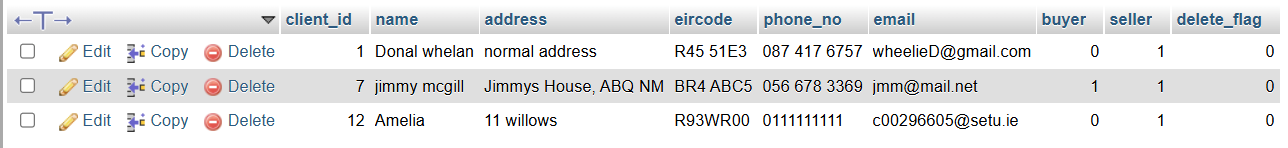 client_id name address eircode phone_no email buyer seller delete_flag
Edit Copy Delete 1 Donal whelan normal address R45 51E3 087 417 6757 wheelieD@gmail.com 0 1 0
Edit Copy Delete 7 jimmy mcgill Jimmys House, ABQ NM BR4 ABC5 056 678 3369 jmm@mail.net 1 1 0
Edit Copy Delete 12 Amelia 11 willows R93WR00 0111111111 c00296605@setu.ie 0 1 0